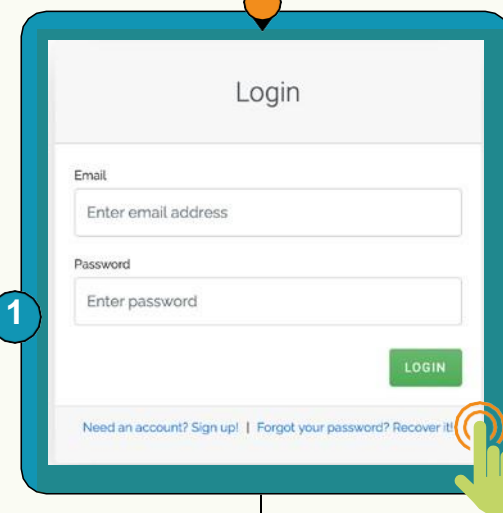 Login
Email
Enter email address
Password
Enter password
1
LOGIN
Need an account? Sign up! | Forgot your password? Recover it!